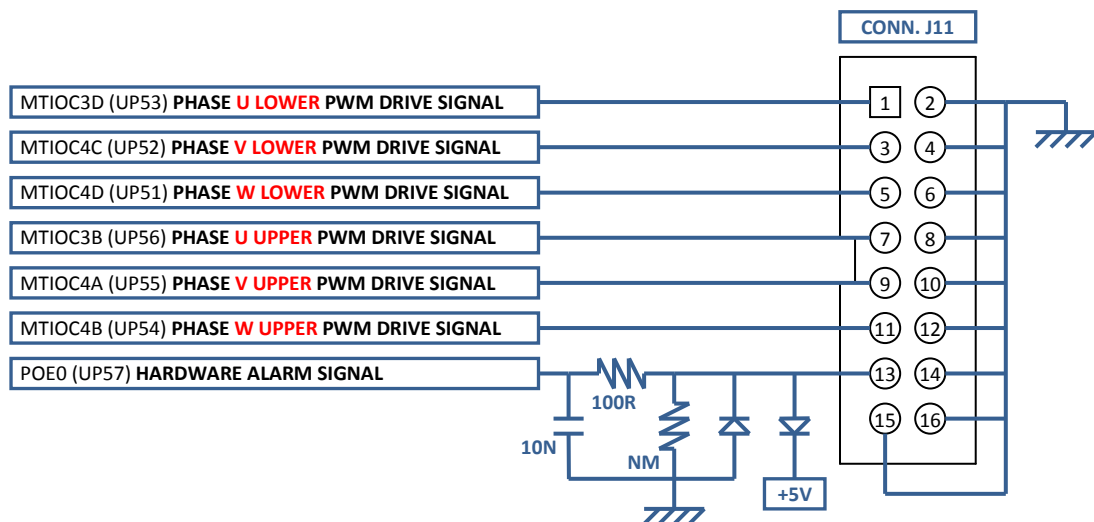 CONN. J11
MTIOC3D (UP53) PHASE U LOWER PWM DRIVE SIGNAL
1 2
MTIOC4C (UP52) PHASE V LOWER PWM DRIVE SIGNAL
3 4
MTIOC4D (UP51) PHASE W LOWER PWM DRIVE SIGNAL
5 6
MTIOC3B (UP56) PHASE U UPPER PWM DRIVE SIGNAL
7 8
MTIOC4A (UP55) PHASE V UPPER PWM DRIVE SIGNAL
9 10
MTIOC4B (UP54) PHASE W UPPER PWM DRIVE SIGNAL
11 12
POE0 (UP57) HARDWARE ALARM SIGNAL
13 14
100R
15 16
10N
NM
+5V